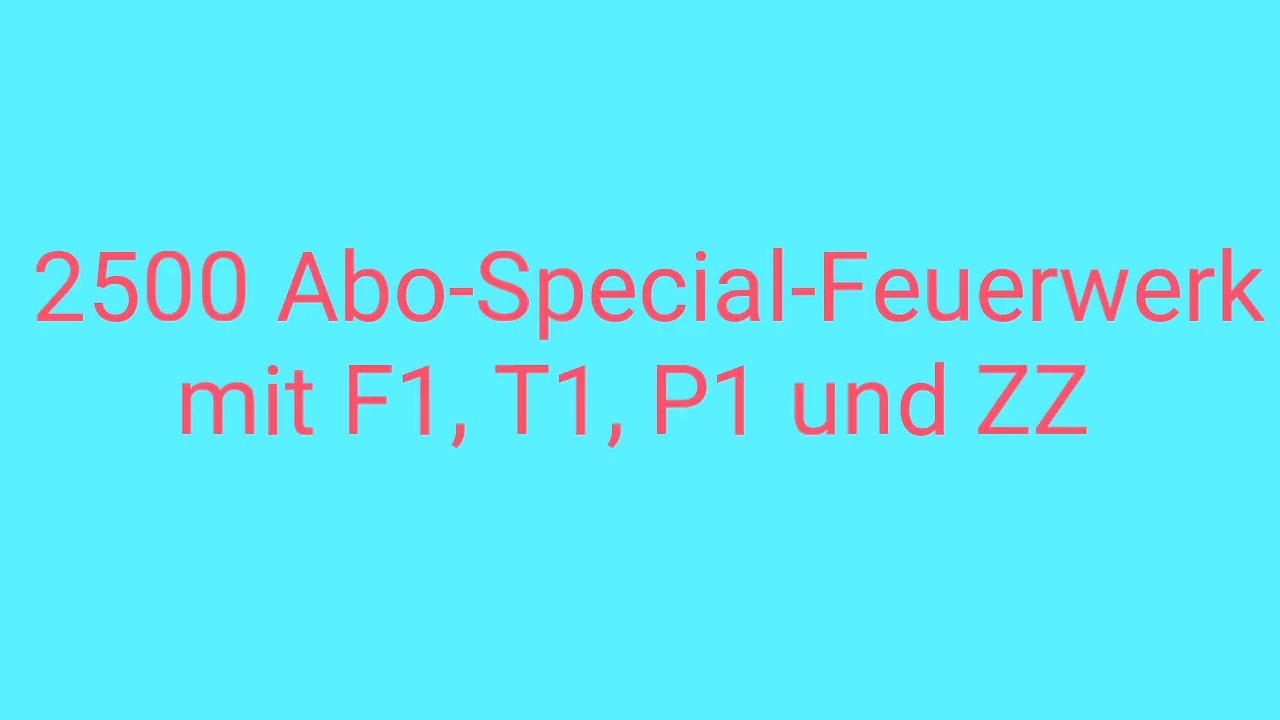 2500 Abo-Special-Feuerwerk
mit F1, T1, P1 und ZZ